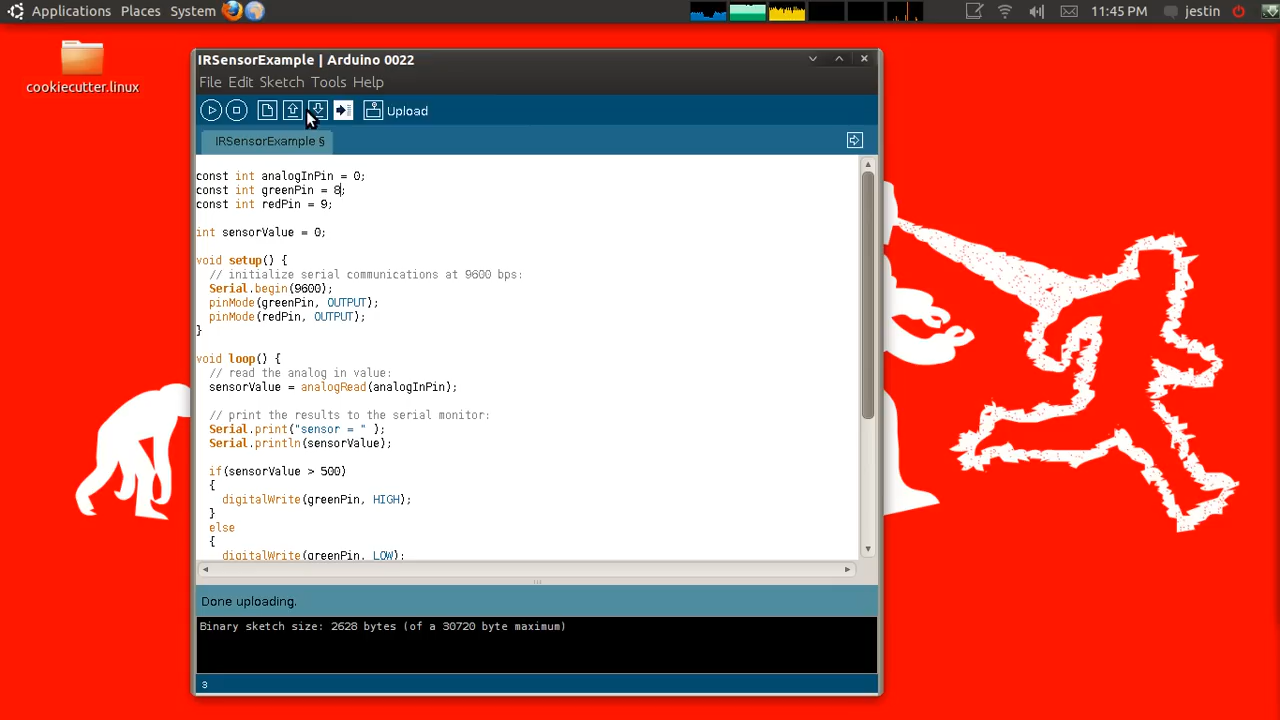 Applications Places System
11:45 PM jestin
cookiecutter.linux
IRSensorExample | Arduino 0022
File Edit Sketch Tools Help
Upload
IRSensorExample §
const int analogInPin = 0;
const int greenPin = 8;
const int redPin = 9;
int sensorValue = 0;
void setup() {
// initialize serial communications at 9600 bps:
Serial.begin(9600);
pinMode(greenPin, OUTPUT);
pinMode(redPin, OUTPUT);
}
void loop() {
// read the analog in value:
sensorValue = analogRead(analogInPin);
// print the results to the serial monitor:
Serial.print("sensor = " );
Serial.println(sensorValue);
if(sensorValue > 500)
{
digitalWrite(greenPin, HIGH);
}
else
{
digitalWrite(greenPin, LOW);
Done uploading.
Binary sketch size: 2628 bytes (of a 30720 byte maximum)
3